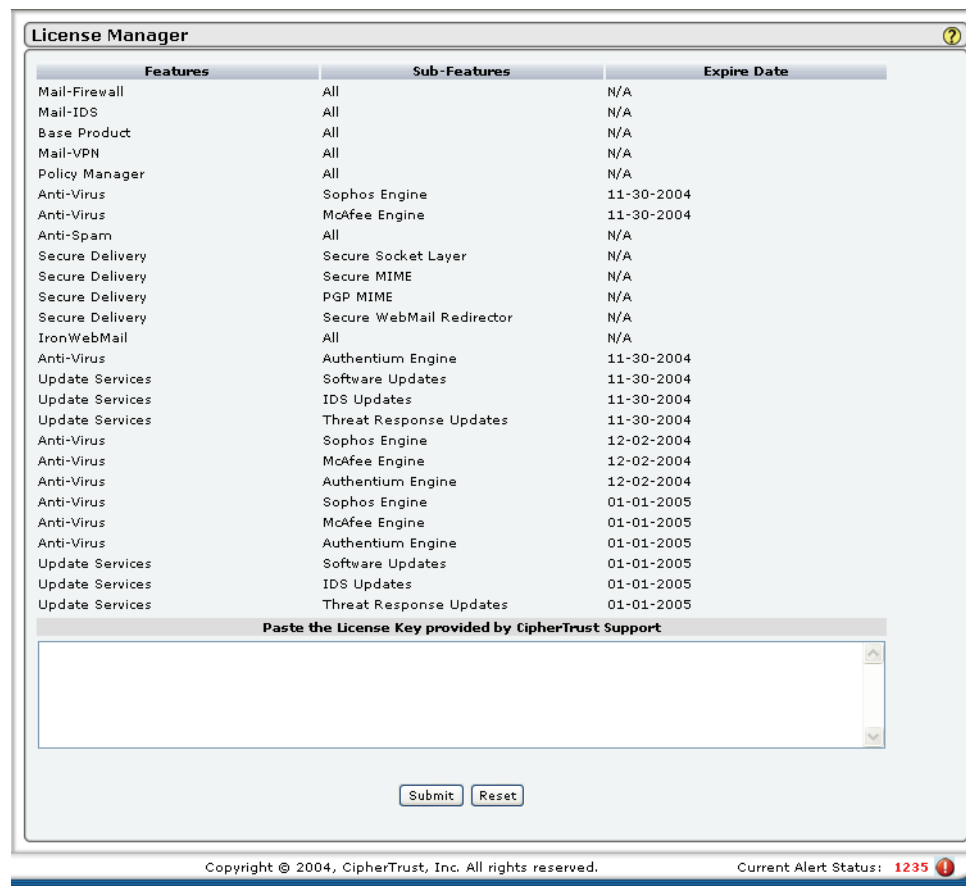 License Manager
Features Sub-Features Expire Date
Mail-Firewall All N/A
Mail-IDS All N/A
Base Product All N/A
Mail-VPN All N/A
Policy Manager All N/A
Anti-Virus Sophos Engine 11-30-2004
Anti-Virus McAfee Engine 11-30-2004
Anti-Spam All N/A
Secure Delivery Secure Socket Layer N/A
Secure Delivery Secure MIME N/A
Secure Delivery PGP MIME N/A
Secure Delivery Secure WebMail Redirector N/A
IronWebMail All N/A
Anti-Virus Authentium Engine 11-30-2004
Update Services Software Updates 11-30-2004
Update Services IDS Updates 11-30-2004
Update Services Threat Response Updates 11-30-2004
Anti-Virus Sophos Engine 12-02-2004
Anti-Virus McAfee Engine 12-02-2004
Anti-Virus Authentium Engine 12-02-2004
Anti-Virus Sophos Engine 01-01-2005
Anti-Virus McAfee Engine 01-01-2005
Anti-Virus Authentium Engine 01-01-2005
Update Services Software Updates 01-01-2005
Update Services IDS Updates 01-01-2005
Update Services Threat Response Updates 01-01-2005
Paste the License Key provided by CipherTrust Support
Submit Reset
Copyright © 2004, CipherTrust, Inc. All rights reserved. Current Alert Status: 1235